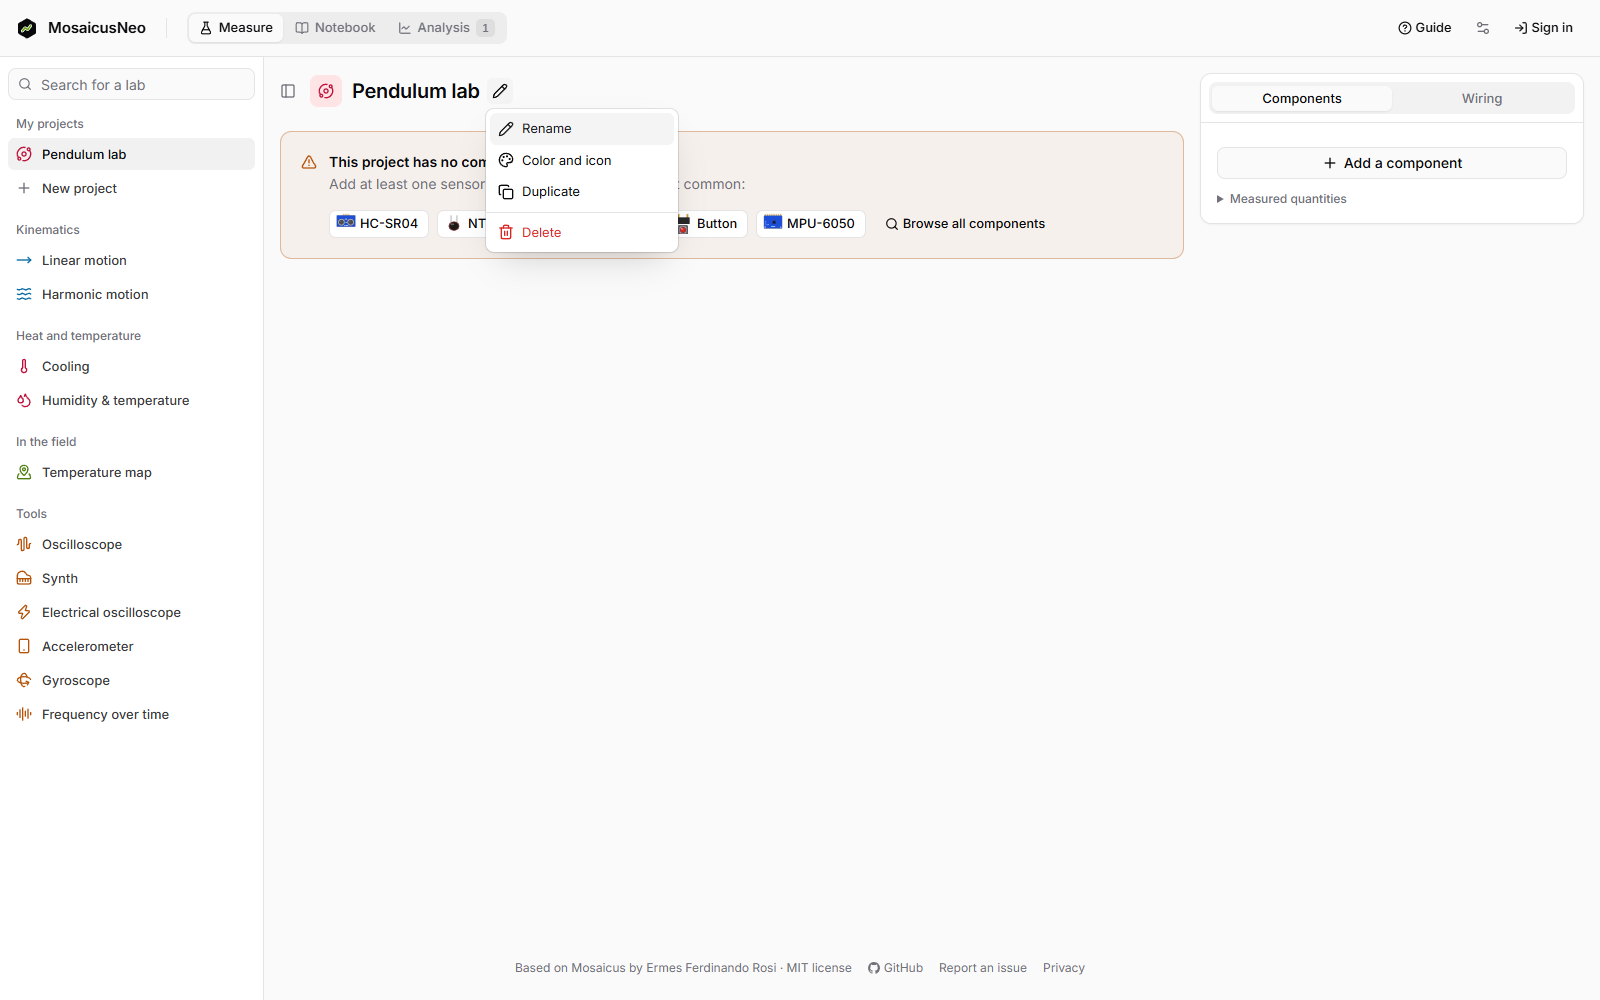 MosaicusNeo
Measure
Notebook
Analysis 1
Guide
Sign in
Search for a lab
My projects
Pendulum lab
New project
Kinematics
Linear motion
Harmonic motion
Heat and temperature
Cooling
Humidity & temperature
In the field
Temperature map
Tools
Oscilloscope
Synth
Electrical oscilloscope
Accelerometer
Gyroscope
Frequency over time
Pendulum lab
Rename
Color and icon
Duplicate
Delete
This project has no
Add at least one sensor
common:
HC-SR04
Button
MPU-6050
Browse all components
Components
Wiring
Add a component
Measured quantities
Based on Mosaicus by Ermes Ferdinando Rosi · MIT license
GitHub
Report an issue
Privacy